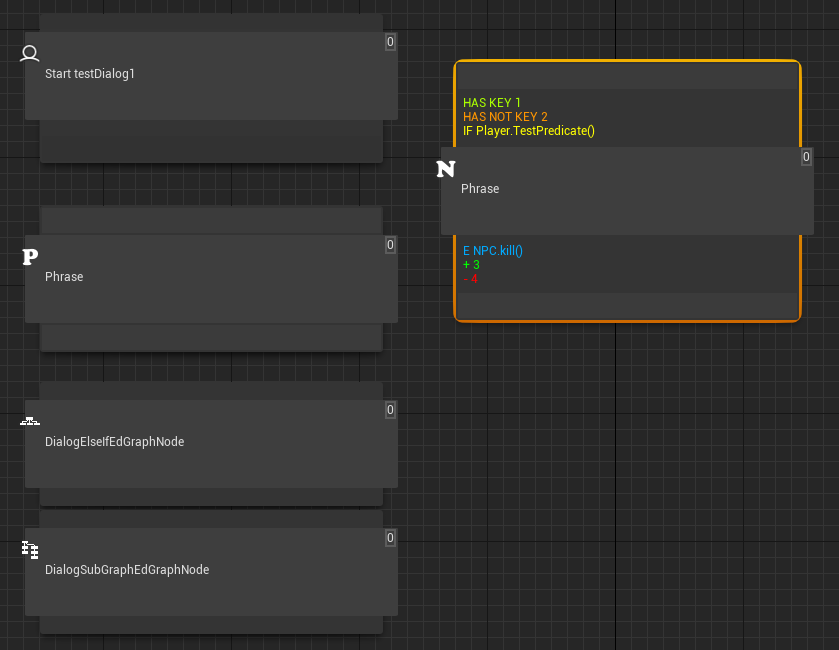 0
Start testDialog1
P
0
Phrase
0
DialogElseIfEdGraphNode
0
DialogSubGraphEdGraphNode
HAS KEY 1
HAS NOT KEY 2
IF Player.TestPredicate()
N
0
Phrase
E NPC.kill()
+ 3
- 4